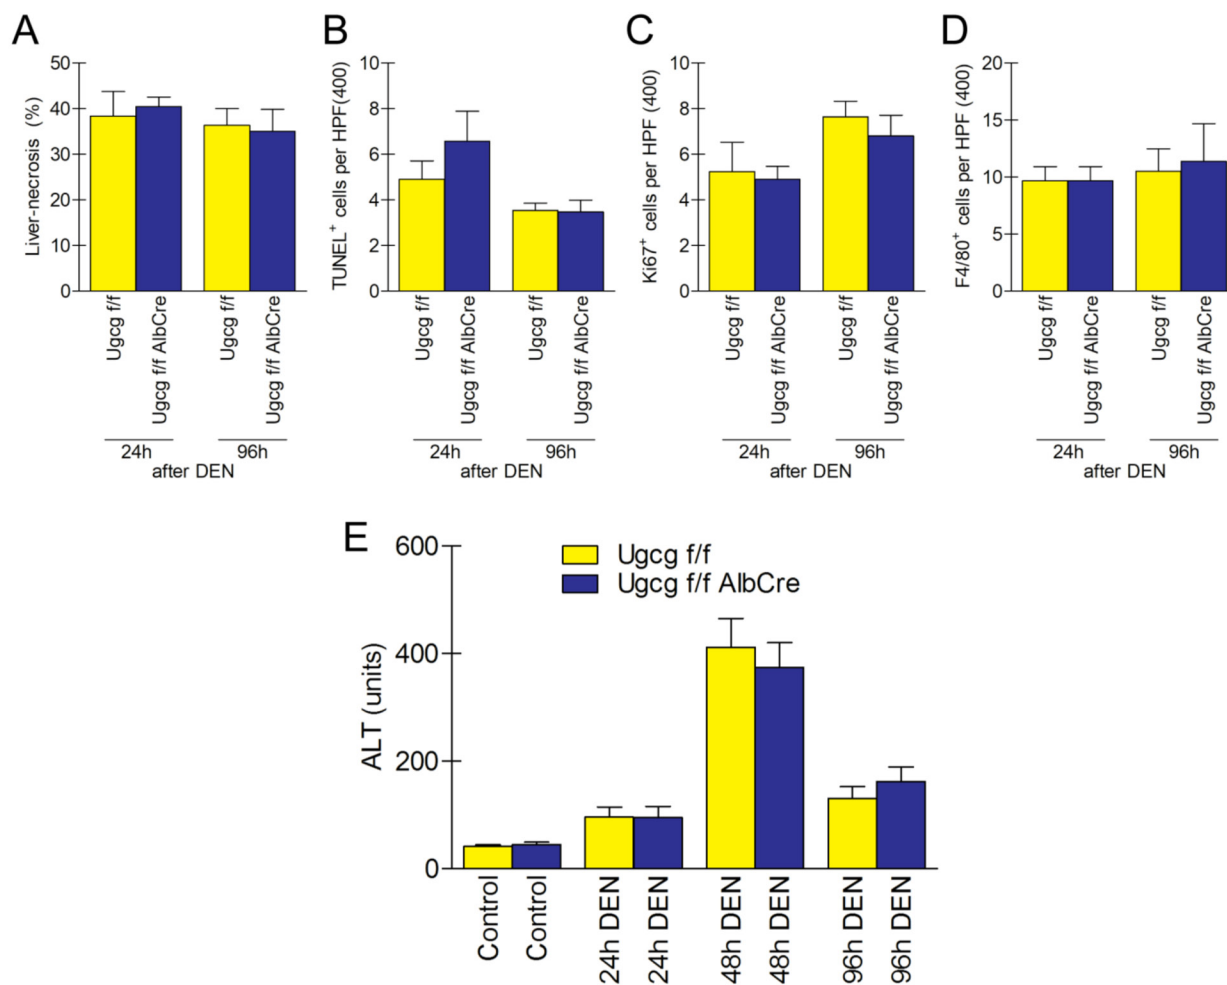 A
Liver-necrosis (%)
50
40
30
20
10
0
Ugcg f/f
Ugcg f/f AlbCre
Ugcg f/f
Ugcg f/f AlbCre
24h
96h
after DEN
B
TUNEL⁺ cells per HPF(400)
10
8
6
4
2
0
Ugcg f/f
Ugcg f/f AlbCre
Ugcg f/f
Ugcg f/f AlbCre
24h
96h
after DEN
C
Ki67⁺ cells per HPF (400)
10
8
6
4
2
0
Ugcg f/f
Ugcg f/f AlbCre
Ugcg f/f
Ugcg f/f AlbCre
24h
96h
after DEN
D
F4/80⁺ cells per HPF (400)
20
15
10
5
0
Ugcg f/f
Ugcg f/f AlbCre
Ugcg f/f
Ugcg f/f AlbCre
24h
96h
after DEN
E
ALT (units)
600
400
200
0
Ugcg f/f
Ugcg f/f AlbCre
Control
Control
24h DEN
24h DEN
48h DEN
48h DEN
96h DEN
96h DEN